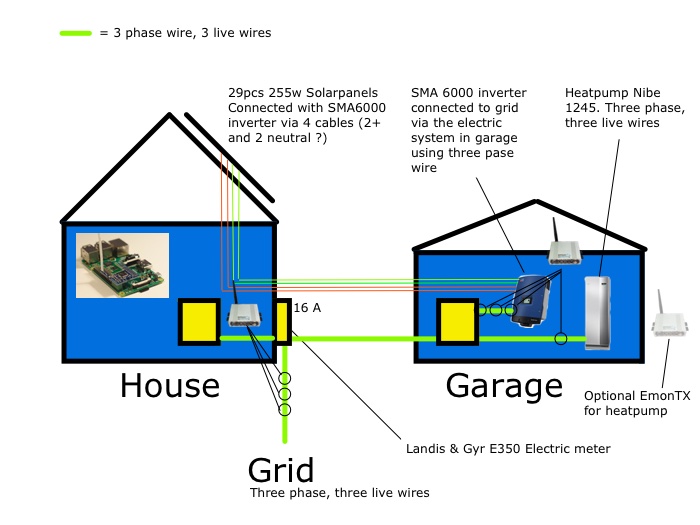 = 3 phase wire, 3 live wires
29pcs 255w Solarpanels
Connected with SMA6000
inverter via 4 cables (2+
and 2 neutral ?)
SMA 6000 inverter
connected to grid
via the electric
system in garage
using three pase
wire
Heatpump Nibe
1245. Three phase,
three live wires
16 A
House
Garage
Optional EmonTX
for heatpump
Landis & Gyr E350 Electric meter
Grid
Three phase, three live wires